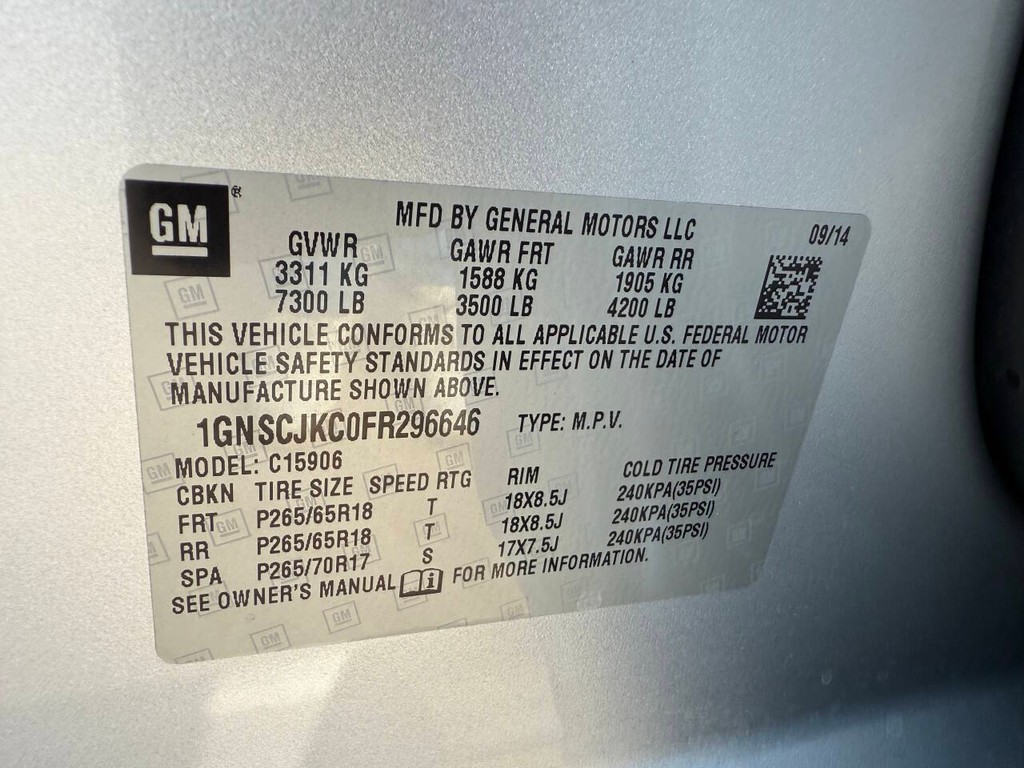 GM ®
MFD BY GENERAL MOTORS LLC 09/14
GVWR GAWR FRT GAWR RR
3311 KG 1588 KG 1905 KG
7300 LB 3500 LB 4200 LB
THIS VEHICLE CONFORMS TO ALL APPLICABLE U.S. FEDERAL MOTOR
VEHICLE SAFETY STANDARDS IN EFFECT ON THE DATE OF
MANUFACTURE SHOWN ABOVE.
1GNSCJKC0FR296646 TYPE: M.P.V.
MODEL: C15906
CBKN TIRE SIZE SPEED RTG RIM COLD TIRE PRESSURE
FRT P265/65R18 T 18X8.5J 240KPA(35PSI)
RR P265/65R18 T 18X8.5J 240KPA(35PSI)
SPA P265/70R17 S 17X7.5J 240KPA(35PSI)
SEE OWNER'S MANUAL FOR MORE INFORMATION.